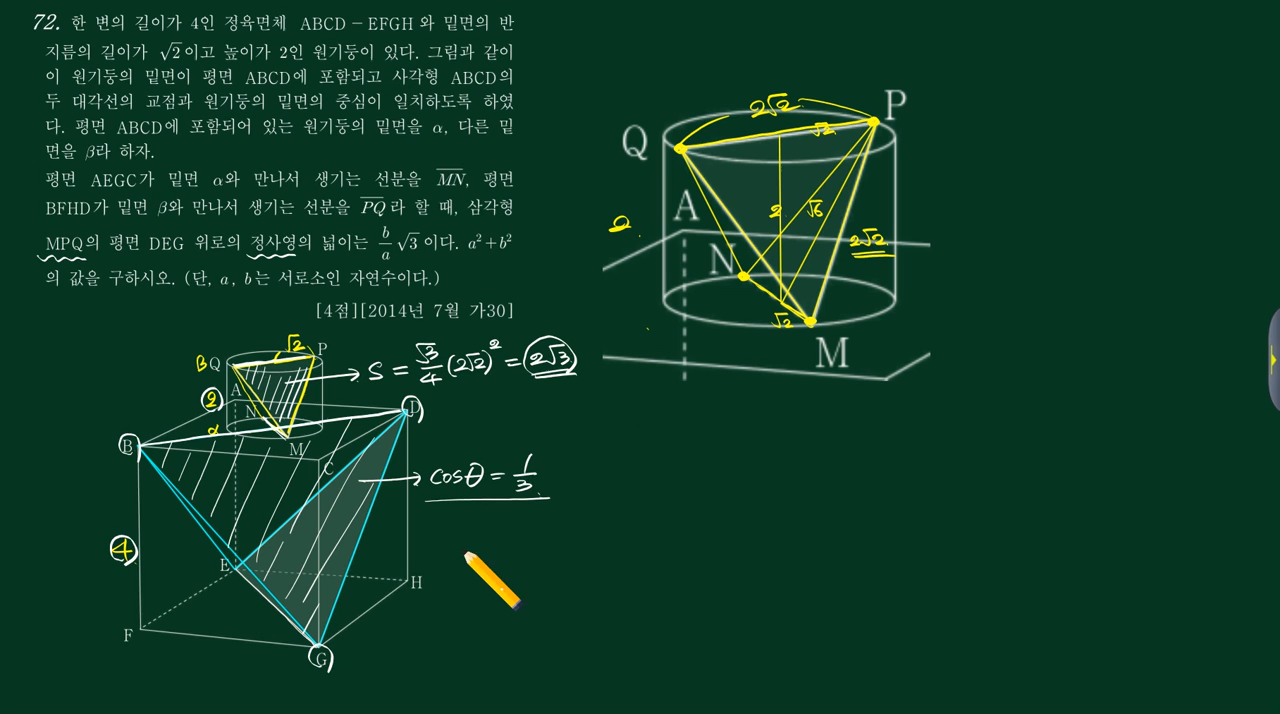 72. 한 변의 길이가 4인 정육면체 ABCD-EFGH와 밑면의 반
지름의 길이가 √2이고 높이가 2인 원기둥이 있다. 그림과 같이
이 원기둥의 밑면이 평면 ABCD에 포함되고 사각형 ABCD의
두 대각선의 교점과 원기둥의 밑면의 중심이 일치하도록 하였
다. 평면 ABCD에 포함되어 있는 원기둥의 밑면을 α, 다른 밑
면을 β라 하자.
평면 AEGC가 밑면 α와 만나서 생기는 선분을 MN, 평면
BFHD가 밑면 β와 만나서 생기는 선분을 PQ라 할 때, 삼각형
MPQ의 평면 DEG 위로의 정사영의 넓이는 b/a √3 이다. a²+b²
의 값을 구하시오. (단, a, b는 서로소인 자연수이다.)
[4점][2014년 7월 가30]
2√2
P
√2
Q
A
2
√6
2√2
N
√2
M
√2
β Q
P
S = √3/4 (2√2)² = 2√3
2
A
N
D
α
B
M
C
cosθ = 1/3
4
E
H
F
G